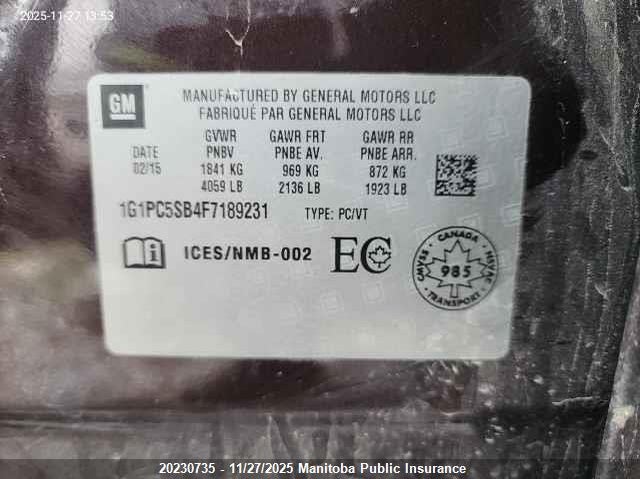 2025-11-27 13:53
GM
MANUFACTURED BY GENERAL MOTORS LLC
FABRIQUÉ PAR GENERAL MOTORS LLC
GVWR GAWR FRT GAWR RR
DATE PNBV PNBE AV. PNBE ARR.
02/15 1841 KG 969 KG 872 KG
4059 LB 2136 LB 1923 LB
1G1PC5SB4F7189231 TYPE: PC/VT
i ICES/NMB-002 EC
CANADA
CMVSS 985 NSVAC
TRANSPORT
20230735 - 11/27/2025 Manitoba Public Insurance